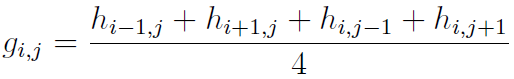 g_{i,j} = \frac{h_{i-1,j} + h_{i+1,j} + h_{i,j-1} + h_{i,j+1}}{4}